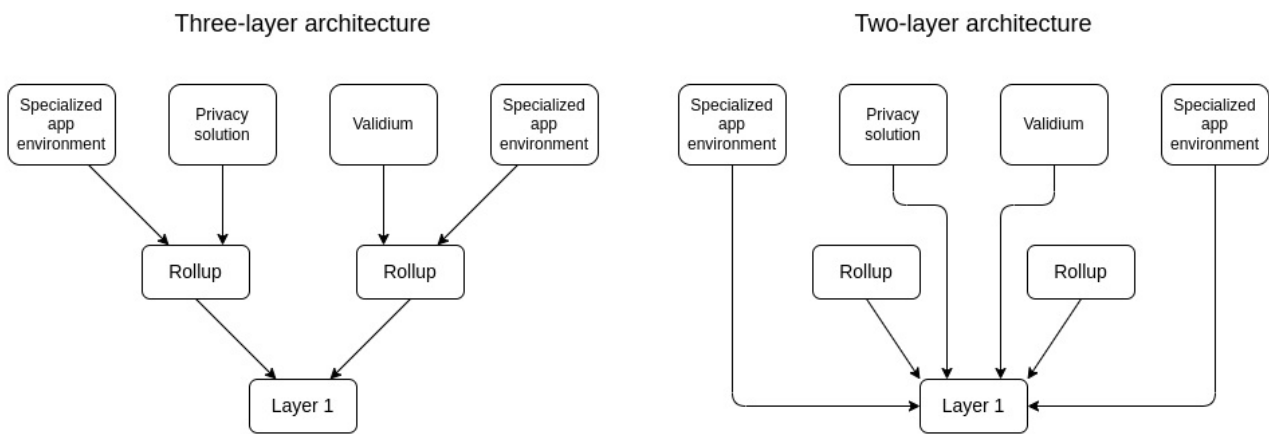 Three-layer architecture
Specialized
app
environment
Privacy
solution
Validium
Specialized
app
environment
Rollup
Rollup
Layer 1
Two-layer architecture
Specialized
app
environment
Privacy
solution
Validium
Specialized
app
environment
Rollup
Rollup
Layer 1